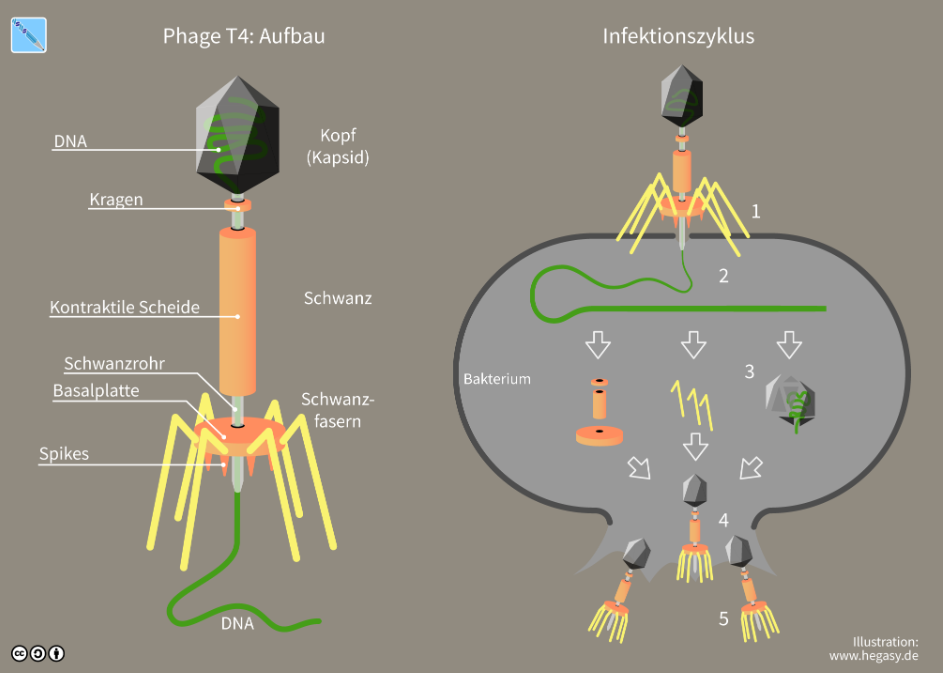 Phage T4: Aufbau
DNA
Kopf
(Kapsid)
Kragen
Kontraktile Scheide
Schwanz
Schwanzrohr
Basalplatte
Schwanz-
fasern
Spikes
DNA
Infektionszyklus
1
2
Bakterium
3
4
5
Illustration:
www.hegasy.de